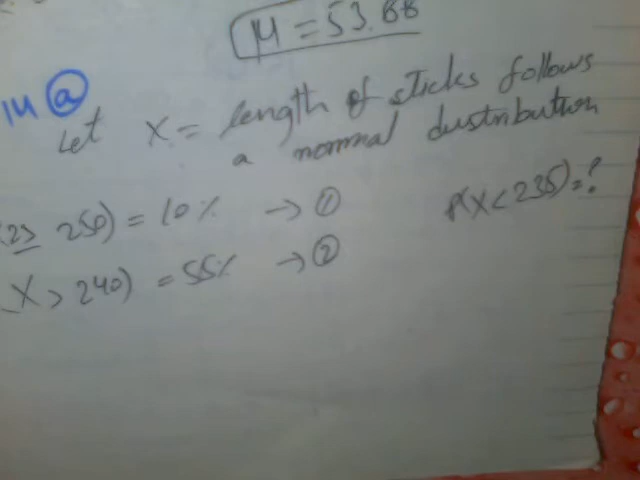 M = 53.88
14 a
Let X = length of sticks follows
a normal distribution
250) = 10% → ①
P(X < 235) = ?
X > 240) = 55% → ②